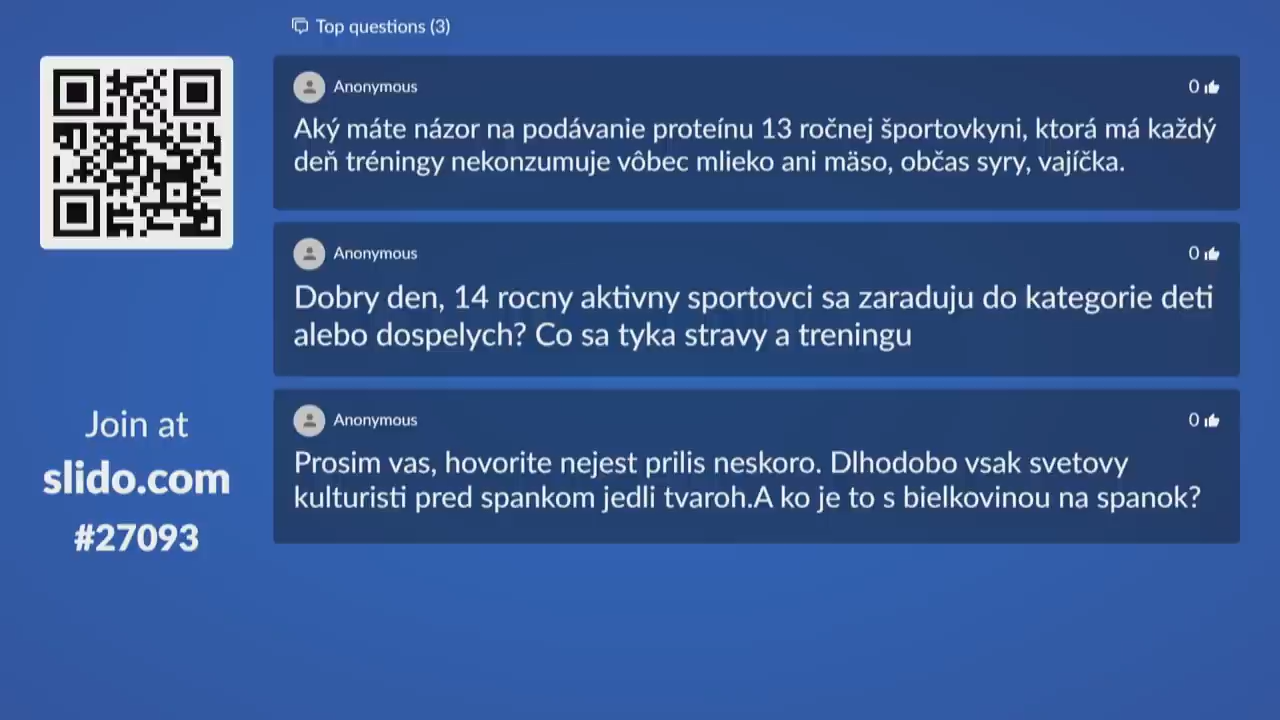 Top questions (3)
Anonymous
0
Aký máte názor na podávanie proteínu 13 ročnej športovkyni, ktorá má každý
deň tréningy nekonzumuje vôbec mlieko ani mäso, občas syry, vajíčka.
Anonymous
0
Dobry den, 14 rocny aktivny sportovci sa zaraduju do kategorie deti
alebo dospelych? Co sa tyka stravy a treningu
Anonymous
0
Prosim vas, hovorite nejest prilis neskoro. Dlhodobo vsak svetovy
kulturisti pred spankom jedli tvaroh.A ko je to s bielkovinou na spanok?
Join at
slido.com
#27093